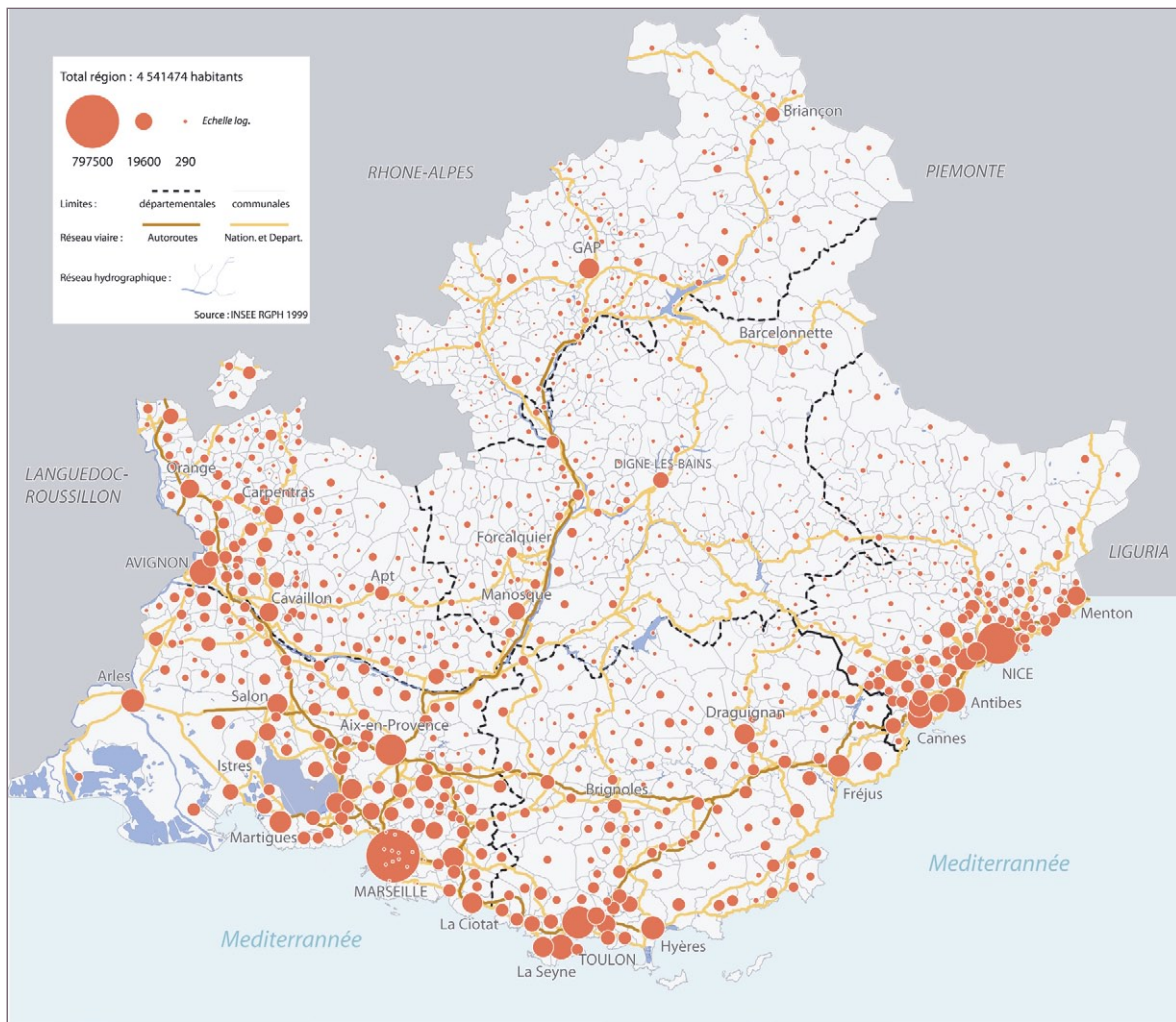 Total région : 4 541474 habitants
Echelle log.
797500 19600 290
Limites : départementales communales
Réseau viaire : Autoroutes Nation. et Depart.
Réseau hydrographique :
Source : INSEE RGPH 1999
Briançon
RHONE-ALPES
PIEMONTE
GAP
Barcelonnette
LANGUEDOC-
ROUSSILLON
Orange
DIGNE-LES-BAINS
Carpentras
Forcalquier
LIGURIA
AVIGNON
Apt
Cavaillon
Manosque
Menton
NICE
Arles
Salon
Antibes
Draguignan
Aix-en-Provence
Cannes
Istres
Brignoles
Fréjus
Martigues
Mediterrannée
MARSEILLE
La Ciotat
Mediterrannée
Hyères
TOULON
La Seyne